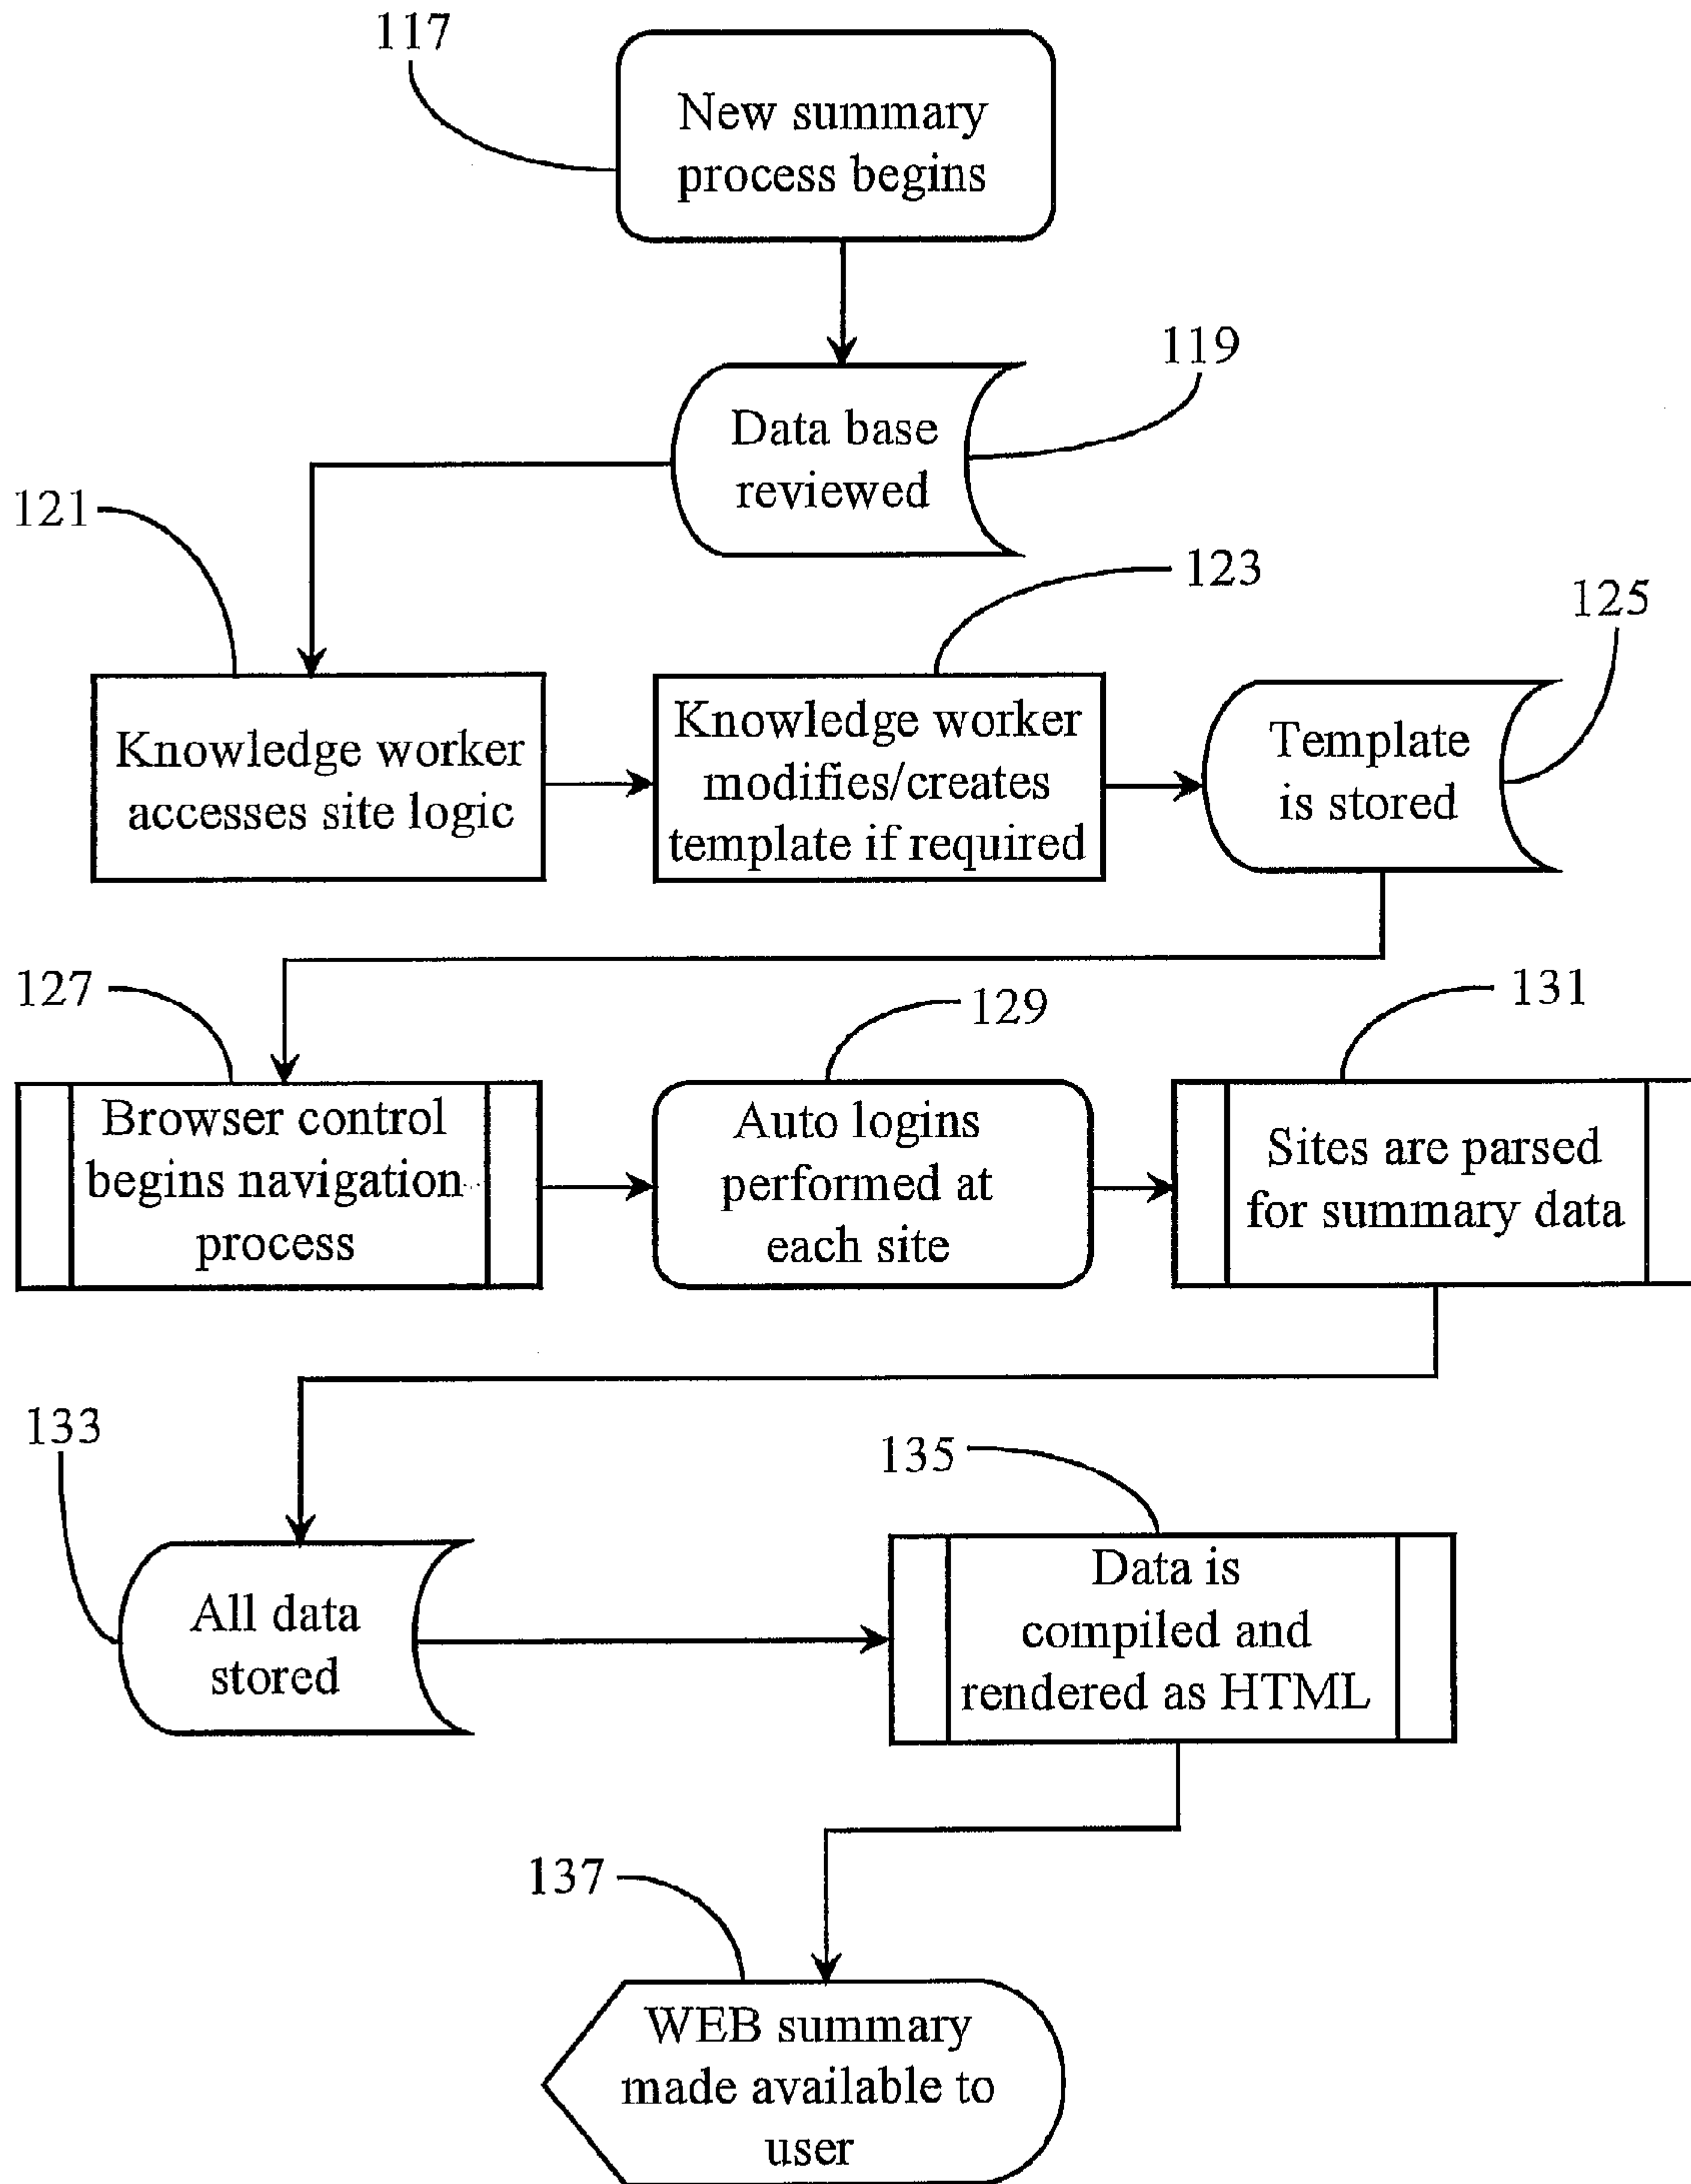 117
New summary
process begins
119
Data base
reviewed
121
123
125
Knowledge worker
accesses site logic
Knowledge worker
modifies/creates
template if required
Template
is stored
127
129
131
Browser control
begins navigation
process
Auto logins
performed at
each site
Sites are parsed
for summary data
133
135
All data
stored
Data is
compiled and
rendered as HTML
137
WEB summary
made available to
user